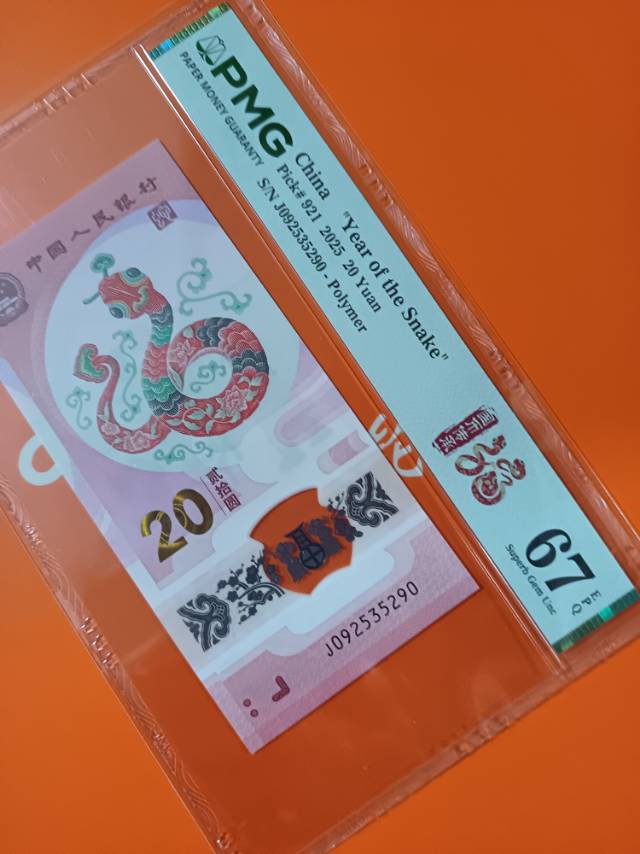 PMG
PAPER MONEY GUARANTY
China
Pick# 921 2025 20 Yuan
S/N J092535290 - Polymer
"Year of the Snake"
67
EPQ
Superb Gem Unc
中国人民银行
20
贰拾圆
J092535290